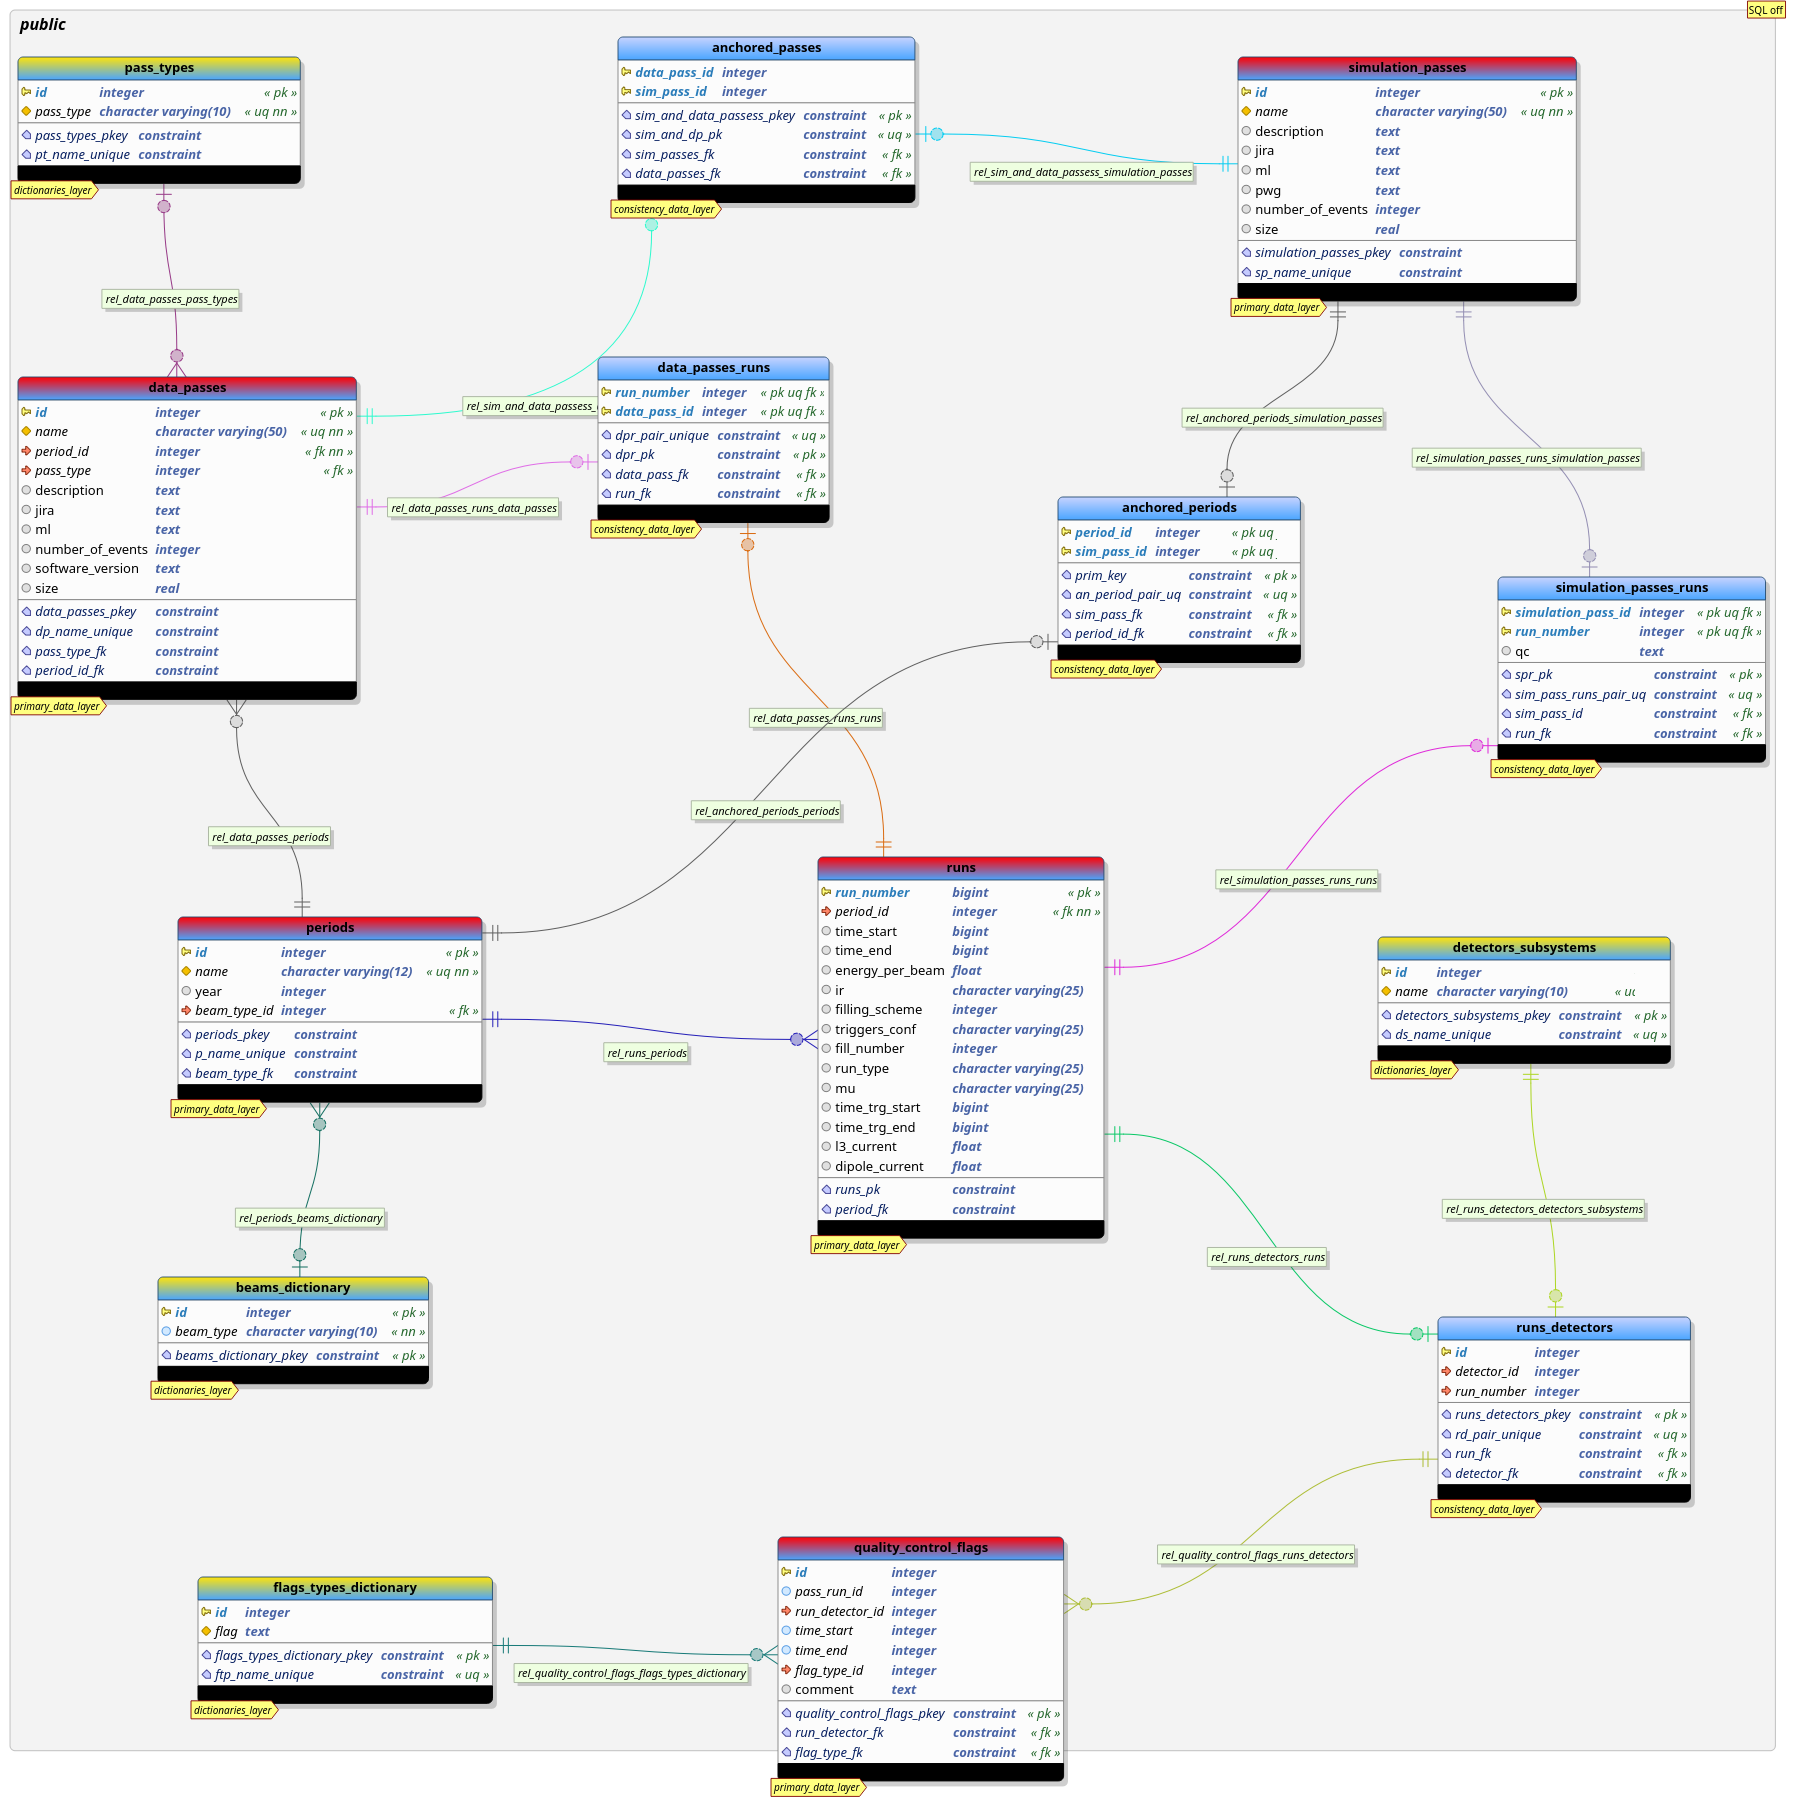 public
SQL off
pass_types
id integer « pk »
pass_type character varying(10) « uq nn »
pass_types_pkey constraint
pt_name_unique constraint
dictionaries_layer
anchored_passes
data_pass_id integer
sim_pass_id integer
sim_and_data_passess_pkey constraint « pk »
sim_and_dp_pk constraint « uq »
sim_passes_fk constraint « fk »
data_passes_fk constraint « fk »
consistency_data_layer
rel_sim_and_data_passess_simulation_passes
simulation_passes
id integer « pk »
name character varying(50) « uq nn »
description text
jira text
ml text
pwg text
number_of_events integer
size real
simulation_passes_pkey constraint
sp_name_unique constraint
primary_data_layer
rel_data_passes_pass_types
data_passes
id integer « pk »
name character varying(50) « uq nn »
period_id integer « fk nn »
pass_type integer « fk »
description text
jira text
ml text
number_of_events integer
software_version text
size real
data_passes_pkey constraint
dp_name_unique constraint
pass_type_fk constraint
period_id_fk constraint
primary_data_layer
rel_sim_and_data_passess_
rel_data_passes_runs_data_passes
data_passes_runs
run_number integer « pk uq fk »
data_pass_id integer « pk uq fk »
dpr_pair_unique constraint « uq »
dpr_pk constraint « pk »
data_pass_fk constraint « fk »
run_fk constraint « fk »
consistency_data_layer
rel_anchored_periods_simulation_passes
rel_simulation_passes_runs_simulation_passes
anchored_periods
period_id integer « pk uq
sim_pass_id integer « pk uq
prim_key constraint « pk »
an_period_pair_uq constraint « uq »
sim_pass_fk constraint « fk »
period_id_fk constraint « fk »
consistency_data_layer
simulation_passes_runs
simulation_pass_id integer « pk uq fk »
run_number integer « pk uq fk »
qc text
spr_pk constraint « pk »
sim_pass_runs_pair_uq constraint « uq »
sim_pass_id constraint « fk »
run_fk constraint « fk »
consistency_data_layer
rel_data_passes_runs_runs
rel_anchored_periods_periods
rel_data_passes_periods
rel_simulation_passes_runs_runs
periods
id integer « pk »
name character varying(12) « uq nn »
year integer
beam_type_id integer « fk »
periods_pkey constraint
p_name_unique constraint
beam_type_fk constraint
primary_data_layer
rel_runs_periods
runs
run_number bigint « pk »
period_id integer « fk nn »
time_start bigint
time_end bigint
energy_per_beam float
ir character varying(25)
filling_scheme integer
triggers_conf character varying(25)
fill_number integer
run_type character varying(25)
mu character varying(25)
time_trg_start bigint
time_trg_end bigint
l3_current float
dipole_current float
runs_pk constraint
period_fk constraint
primary_data_layer
detectors_subsystems
id integer
name character varying(10)
detectors_subsystems_pkey constraint « pk »
ds_name_unique constraint « uq »
dictionaries_layer
rel_periods_beams_dictionary
rel_runs_detectors_detectors_subsystems
rel_runs_detectors_runs
beams_dictionary
id integer « pk »
beam_type character varying(10) « nn »
beams_dictionary_pkey constraint « pk »
dictionaries_layer
runs_detectors
id integer
detector_id integer
run_number integer
runs_detectors_pkey constraint « pk »
rd_pair_unique constraint « uq »
run_fk constraint « fk »
detector_fk constraint « fk »
consistency_data_layer
rel_quality_control_flags_runs_detectors
flags_types_dictionary
id integer
flag text
flags_types_dictionary_pkey constraint « pk »
ftp_name_unique constraint « uq »
dictionaries_layer
rel_quality_control_flags_flags_types_dictionary
quality_control_flags
id integer
pass_run_id integer
run_detector_id integer
time_start integer
time_end integer
flag_type_id integer
comment text
quality_control_flags_pkey constraint « pk »
run_detector_fk constraint « fk »
flag_type_fk constraint « fk »
primary_data_layer